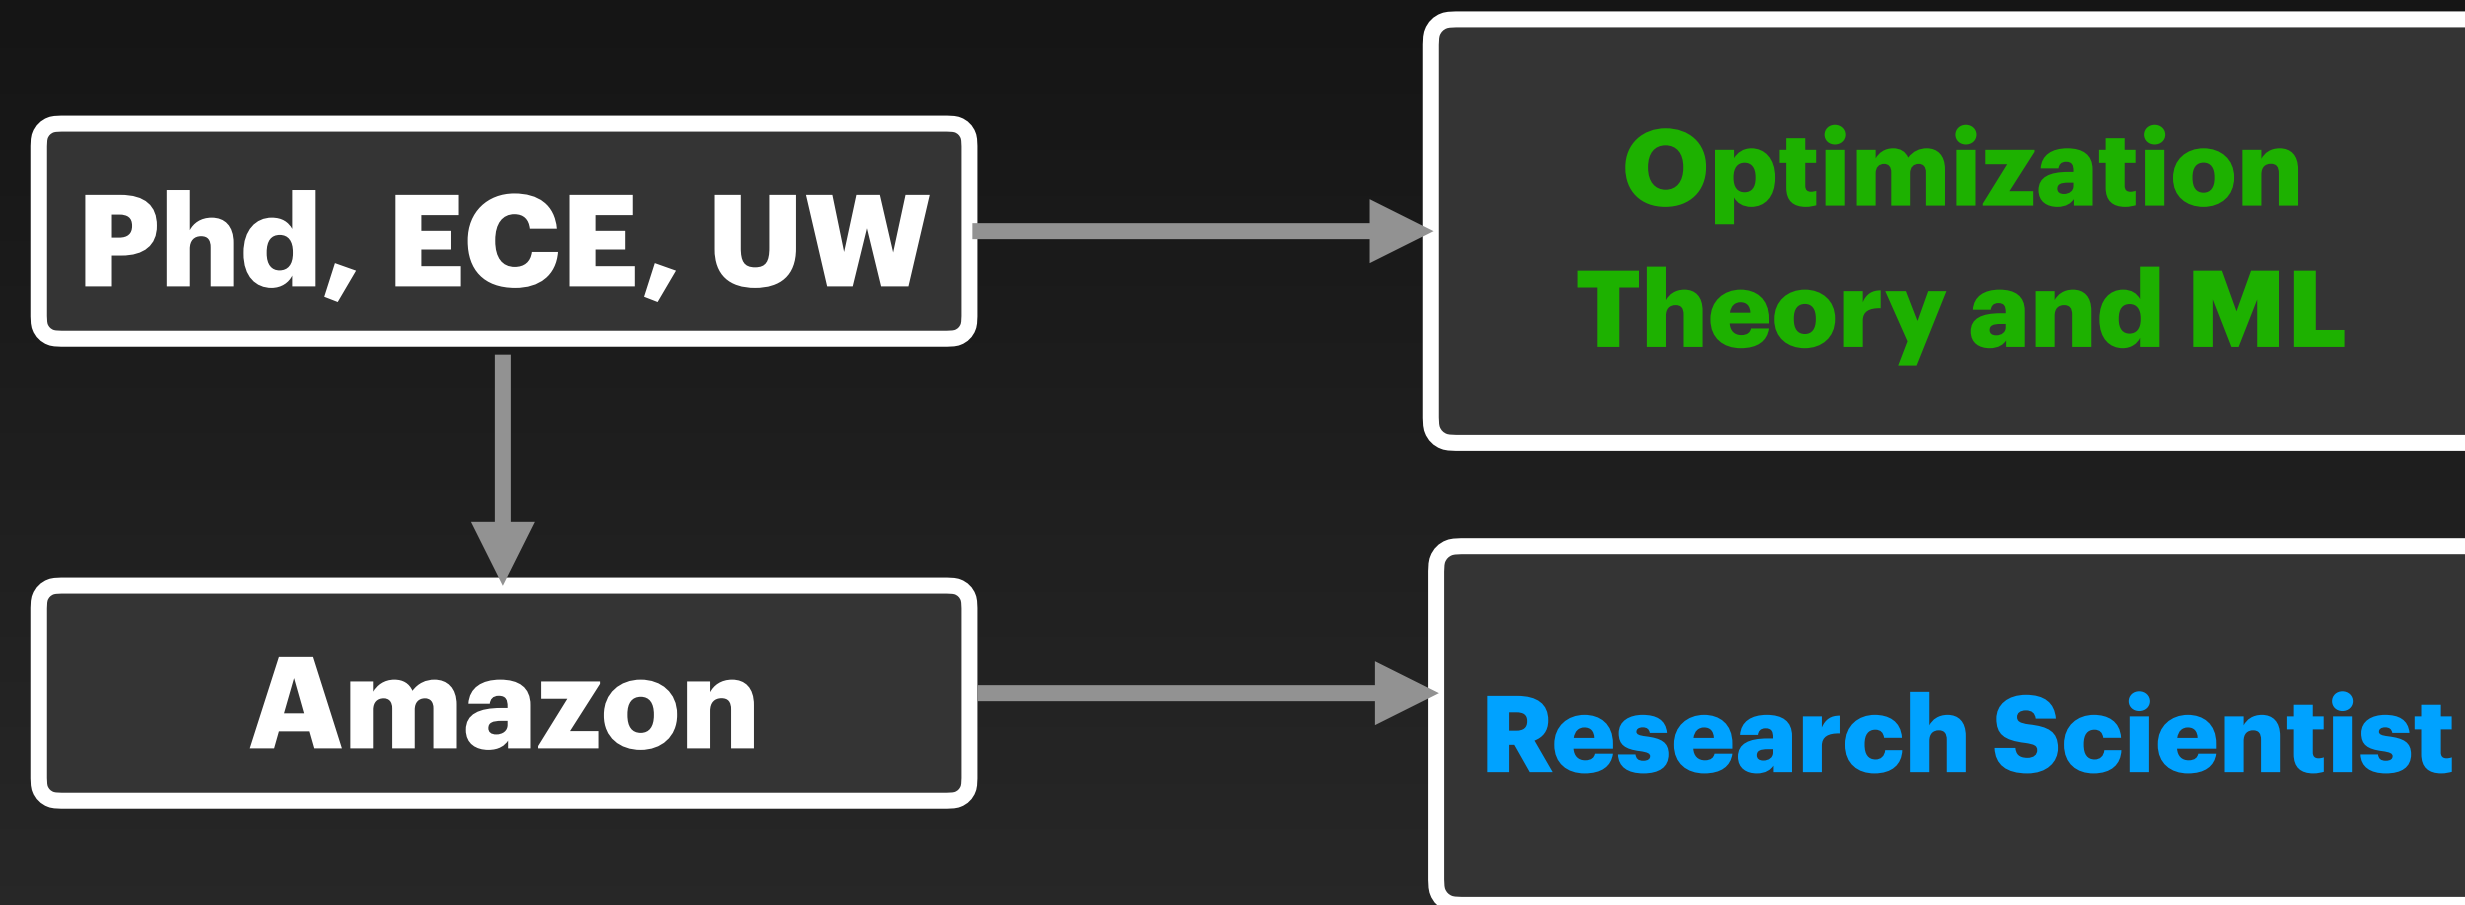 Phd, ECE, UW
Optimization
Theory and ML
Amazon
Research Scientist